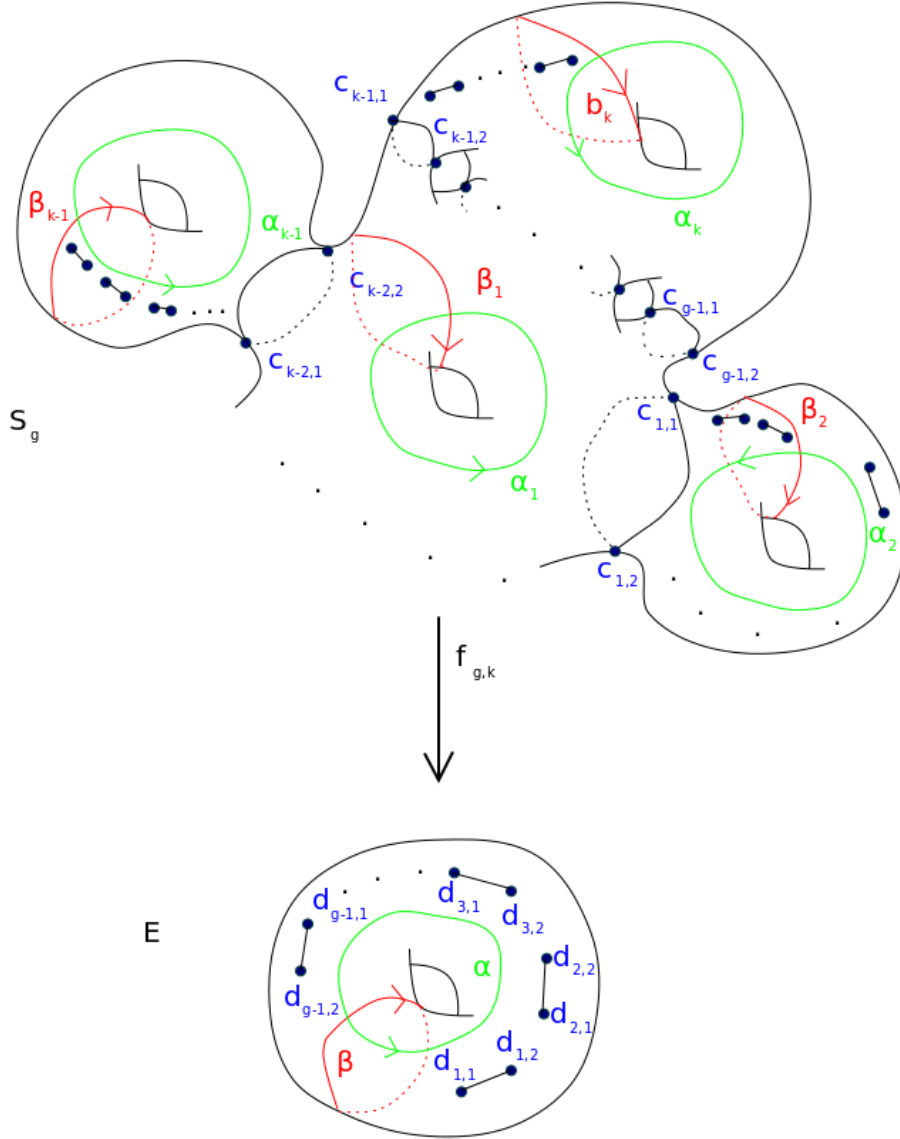 c k-1,1
c k-1,2
b k
β k-1
α k-1
α k
c k-2,2
β 1
c g-1,1
c k-2,1
c g-1,2
c 1,1
β 2
S g
α 1
α 2
c 1,2
f g,k
d g-1,1
d 3,1
d 3,2
E
α
d 2,2
d g-1,2
d 2,1
β
d 1,1
d 1,2